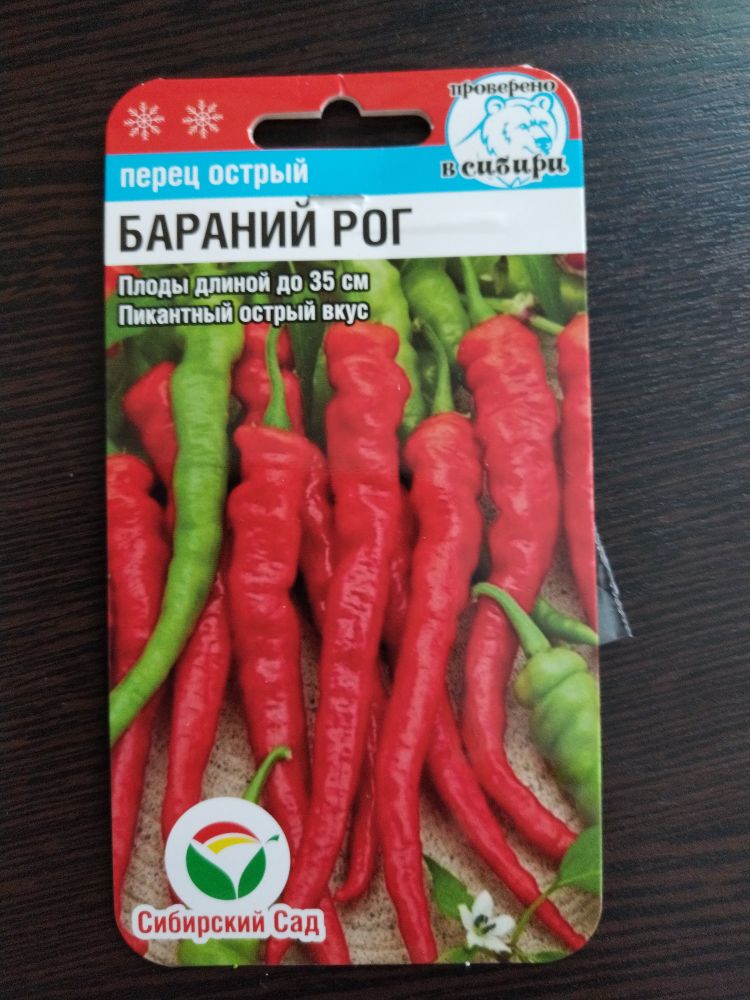 проверено
в сибири
перец острый
БАРАНИЙ РОГ
Плоды длиной до 35 см
Пикантный острый вкус
Сибирский Сад